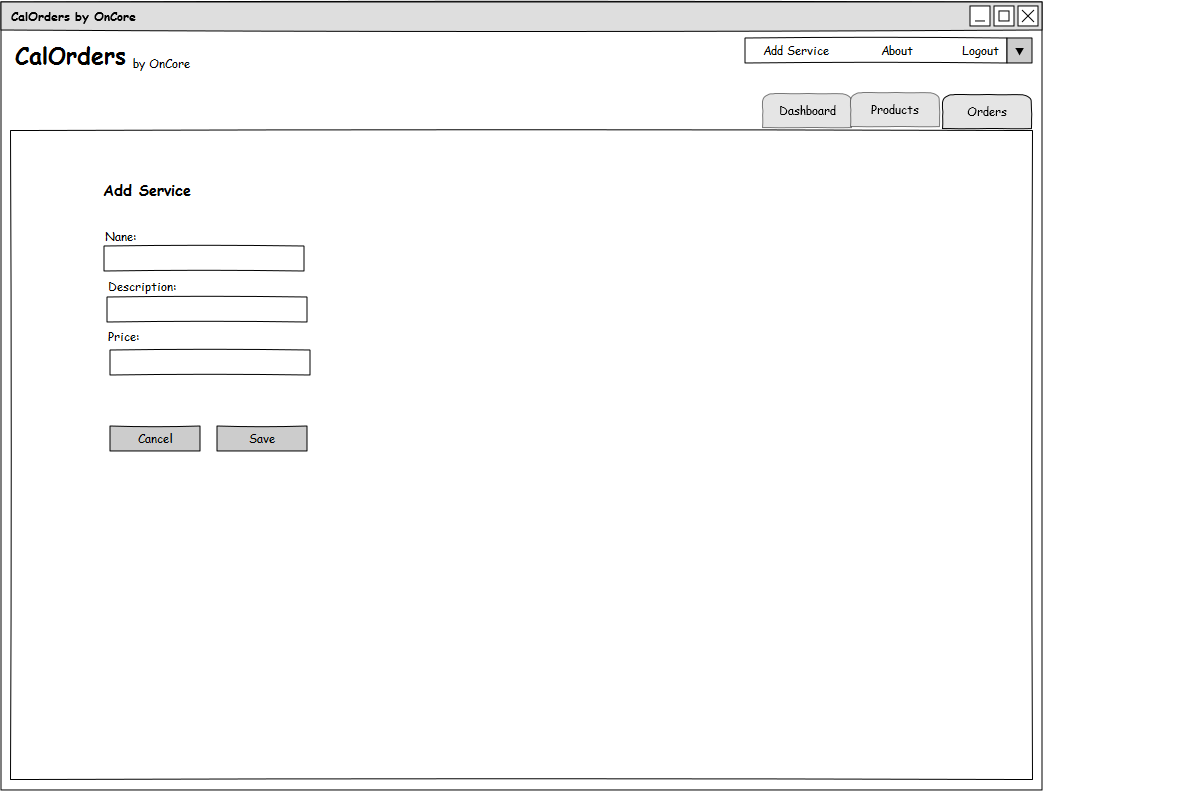 CalOrders by OnCore
CalOrders by OnCore
Add Service About Logout
Dashboard Products Orders
Add Service
Nane:
Description:
Price:
Cancel Save